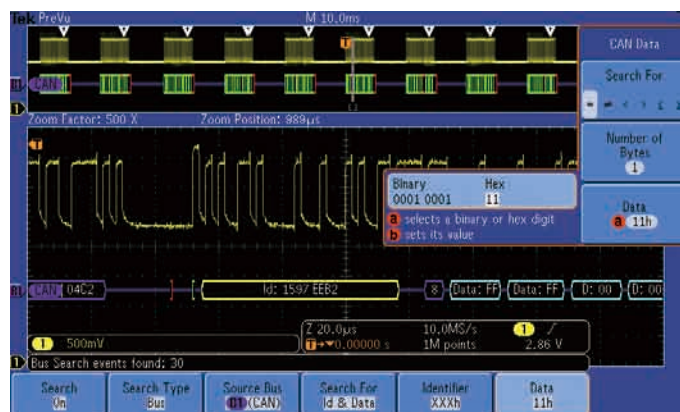 Tek PreVu M 10.0ms
CAN Data
B1 CAN
Search For
= ≠ < > ≤ ≥
Zoom Factor: 500 X Zoom Position: 989µs
Number of Bytes
1
Binary Hex
0001 0001 11
a selects a binary or hex digit
b sets its value
Data
a 11h
B1 CAN 04C2 Id: 1597 EEB2 8 Data: FF Data: FF D: 00 D: 00
1 500mV
Z 20.0µs 10.0MS/s 1 /
T→▼0.00000 s 1M points 2.86 V
Bus Search events found: 30
Search
On
Search Type
Bus
Source Bus
B1 (CAN)
Search For
Id & Data
Identifier
XXXh
Data
11h